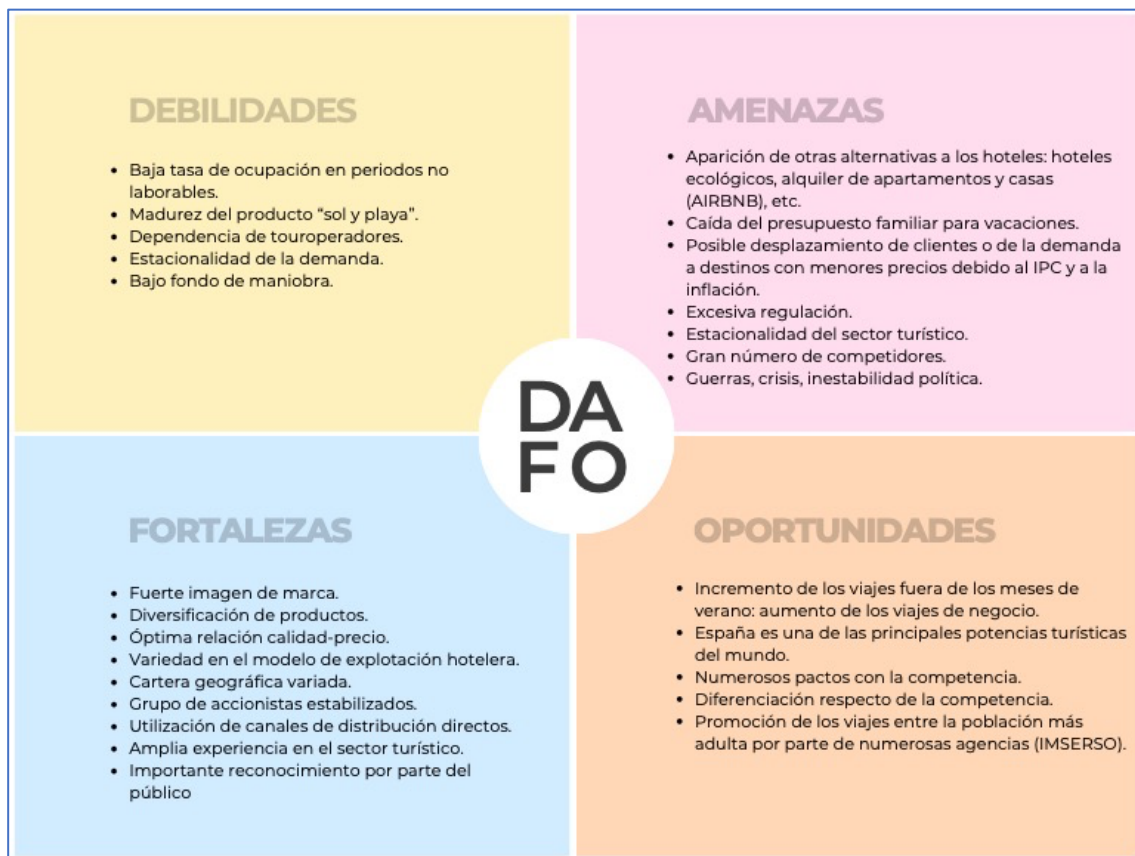 DEBILIDADES
• Baja tasa de ocupación en periodos no
laborables.
• Madurez del producto “sol y playa”.
• Dependencia de touroperadores.
• Estacionalidad de la demanda.
• Bajo fondo de maniobra.
AMENAZAS
• Aparición de otras alternativas a los hoteles: hoteles
ecológicos, alquiler de apartamentos y casas
(AIRBNB), etc.
• Caída del presupuesto familiar para vacaciones.
• Posible desplazamiento de clientes o de la demanda
a destinos con menores precios debido al IPC y a la
inflación.
• Excesiva regulación.
• Estacionalidad del sector turístico.
• Gran número de competidores.
• Guerras, crisis, inestabilidad política.
DA
FO
FORTALEZAS
• Fuerte imagen de marca.
• Diversificación de productos.
• Óptima relación calidad-precio.
• Variedad en el modelo de explotación hotelera.
• Cartera geográfica variada.
• Grupo de accionistas estabilizados.
• Utilización de canales de distribución directos.
• Amplia experiencia en el sector turístico.
• Importante reconocimiento por parte del
público
OPORTUNIDADES
• Incremento de los viajes fuera de los meses de
verano: aumento de los viajes de negocio.
• España es una de las principales potencias turísticas
del mundo.
• Numerosos pactos con la competencia.
• Diferenciación respecto de la competencia.
• Promoción de los viajes entre la población más
adulta por parte de numerosas agencias (IMSERSO).